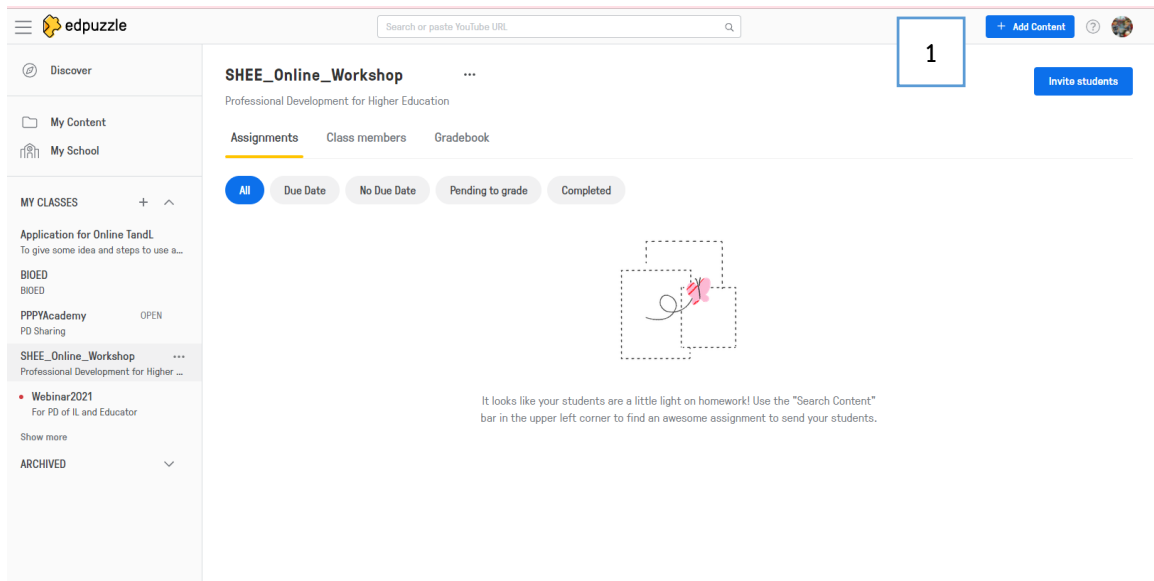 edpuzzle
Search or paste YouTube URL
1
+ Add Content
?
Discover
My Content
My School
MY CLASSES +
Application for Online TandL
To give some idea and steps to use a...
BIOED
BIOED
PPPYAcademy OPEN
PD Sharing
SHEE_Online_Workshop ...
Professional Development for Higher ...
Webinar2021
For PD of IL and Educator
Show more
ARCHIVED
SHEE_Online_Workshop ...
Professional Development for Higher Education
Invite students
Assignments Class members Gradebook
All Due Date No Due Date Pending to grade Completed
It looks like your students are a little light on homework! Use the "Search Content"
bar in the upper left corner to find an awesome assignment to send your students.